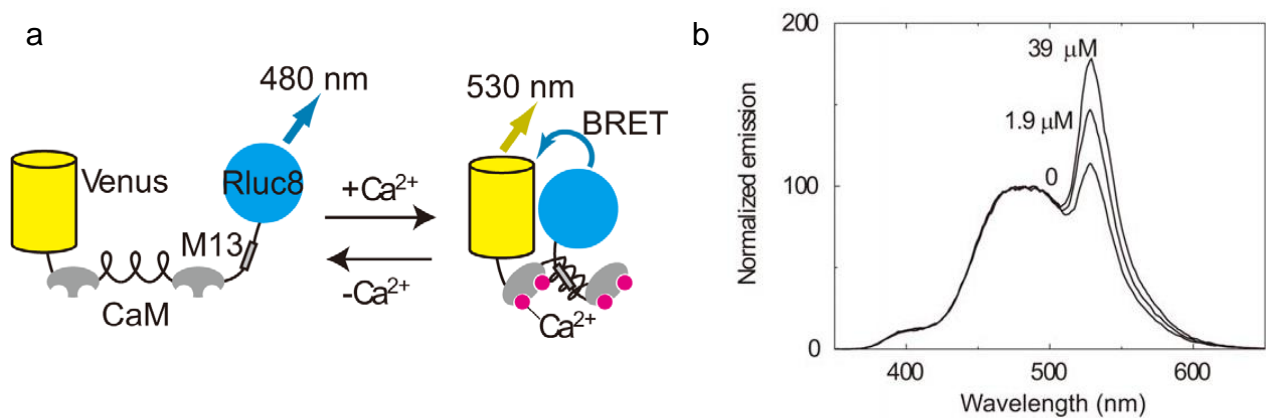 a
480 nm
Venus
Rluc8
M13
CaM
+Ca²⁺
-Ca²⁺
530 nm
BRET
Ca²⁺
b
200
100
0
39 μM
1.9 μM
0
400
500
600
Normalized emission
Wavelength (nm)